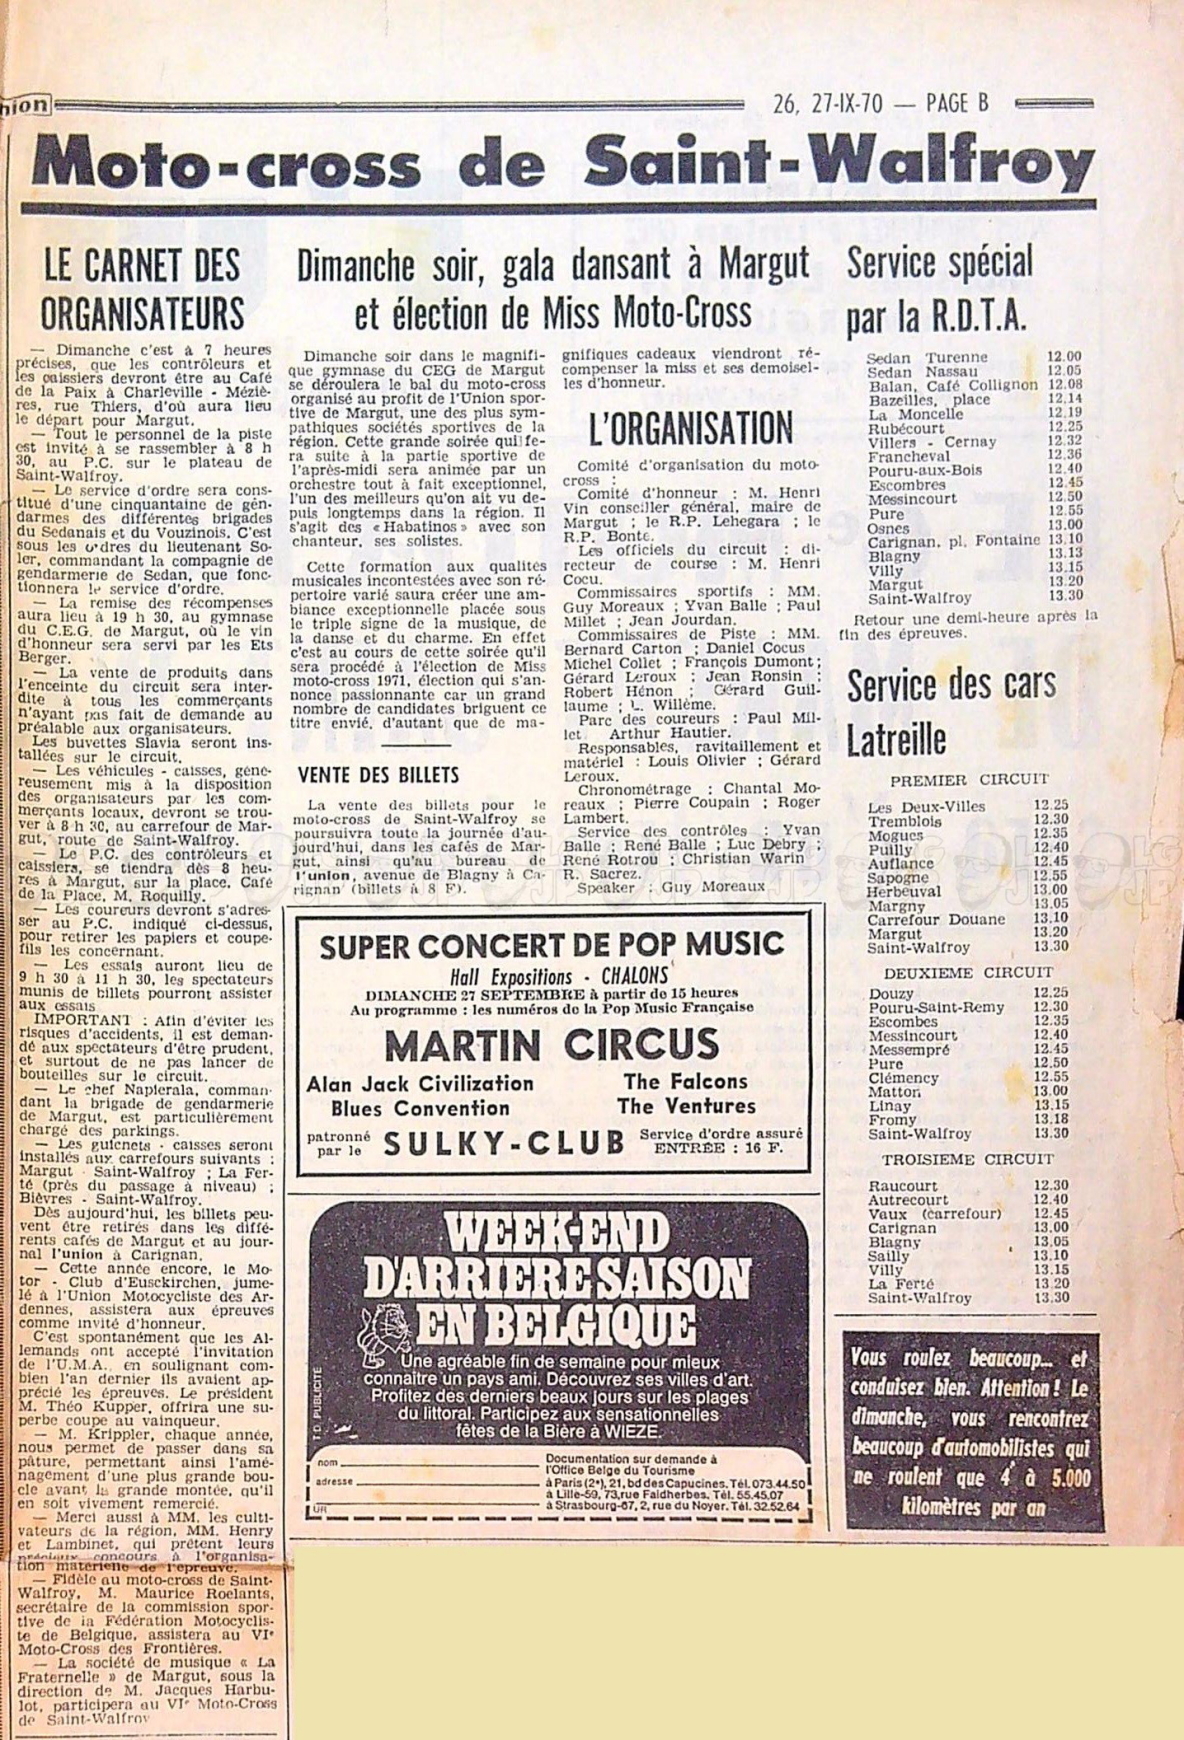 nion
26, 27-IX-70 — PAGE B
Moto-cross de Saint-Walfroy
LE CARNET DES
ORGANISATEURS
— Dimanche c'est à 7 heures
précises, que les contrôleurs et
les caissiers devront être au Café
de la Paix à Charleville - Méziè-
res, rue Thiers, d'où aura lieu
le départ pour Margut.
— Tout le personnel de la piste
est invité à se rassembler à 8 h
30, au P.C. sur le plateau de
Saint-Walfroy.
— Le service d'ordre sera cons-
titué d'une cinquantaine de gen-
darmes des différentes brigades
du Sedanais et du Vouzinois. C'est
sous les ordres du lieutenant So-
ler, commandant la compagnie de
gendarmerie de Sedan, que fonc-
tionnera le service d'ordre.
— La remise des récompenses
aura lieu à 19 h 30, au gymnase
du C.E.G. de Margut, où le vin
d'honneur sera servi par les Ets
Berger.
— La vente de produits dans
l'enceinte du circuit sera inter-
dite à tous les commerçants
n'ayant pas fait de demande au
préalable aux organisateurs.
Les buvettes Slavia seront ins-
tallées sur le circuit.
— Les véhicules - caisses, géné-
reusement mis à la disposition
des organisateurs par les com-
merçants locaux, devront se trou-
ver à 8 h 30, au carrefour de Mar-
gut, route de Saint-Walfroy.
— Le P.C. des contrôleurs et
caissiers, se tiendra dès 8 heu-
res à Margut, sur la place, Café
de la Place, M. Roquilly.
— Les coureurs devront s'adres-
ser au P.C. indiqué ci-dessus,
pour retirer les papiers et coupe-
fils les concernant.
— Les essais auront lieu de
9 h 30 à 11 h 30, les spectateurs
munis de billets pourront assister
aux essais
IMPORTANT : Afin d'éviter les
risques d'accidents, il est deman-
dé aux spectateurs d'être prudent,
et surtout de ne pas lancer de
bouteilles sur le circuit.
— Le chef Napierala, comman-
dant la brigade de gendarmerie
de Margut, est particulièrement
chargé des parkings.
— Les guichets - caisses seront
installés aux carrefours suivants :
Margut - Saint-Walfroy ; La Fer-
té (près du passage à niveau) ;
Bièvres - Saint-Walfroy.
Dès aujourd'hui, les billets peu-
vent être retirés dans les diffé-
rents cafés de Margut et au jour-
nal l'union à Carignan.
— Cette année encore, le Mo-
tor - Club d'Eusckirchen, jume-
lé à l'Union Motocycliste des Ar-
dennes, assistera aux épreuves
comme invité d'honneur.
C'est spontanément que les Al-
lemands ont accepté l'invitation
de l'U.M.A. en soulignant com-
bien l'an dernier ils avaient ap-
précié les épreuves. Le président
M. Théo Kupper, offrira une su-
perbe coupe au vainqueur.
— M. Krippler, chaque année,
nous permet de passer dans sa
pâture, permettant ainsi l'amé-
nagement d'une plus grande bou-
cle avant la grande montée, qu'il
en soit vivement remercié.
— Merci aussi à MM. les culti-
vateurs de la région, MM. Henry
et Lambinet, qui prêtent leurs
précieux concours à l'organisa-
tion matérielle de l'épreuve.
— Fidèle au moto-cross de Saint-
Walfroy, M. Maurice Roelants,
secrétaire de la commission spor-
tive de la Fédération Motocyclis-
te de Belgique, assistera au VIe
Moto-Cross des Frontières.
— La société de musique « La
Fraternelle » de Margut, sous la
direction de M. Jacques Harbu-
lot, participera au VIe Moto-Cross
de Saint-Walfroy
Dimanche soir, gala dansant à Margut
et élection de Miss Moto-Cross
Dimanche soir dans le magnifi-
que gymnase du CEG de Margut
se déroulera le bal du moto-cross
organisé au profit de l'Union spor-
tive de Margut, une des plus sym-
pathiques sociétés sportives de la
région. Cette grande soirée qui fe-
ra suite à la partie sportive de
l'après-midi sera animée par un
orchestre tout à fait exceptionnel,
l'un des meilleurs qu'on ait vu de-
puis longtemps dans la région. Il
s'agit des « Habatinos » avec son
chanteur, ses solistes.
Cette formation aux qualités
musicales incontestées avec son ré-
pertoire varié saura créer une am-
biance exceptionnelle placée sous
le triple signe de la musique, de
la danse et du charme. En effet
c'est au cours de cette soirée qu'il
sera procédé à l'élection de Miss
moto-cross 1971, élection qui s'an-
nonce passionnante car un grand
nombre de candidates briguent ce
titre envié, d'autant que de ma-
gnifiques cadeaux viendront ré-
compenser la miss et ses demoisel-
les d'honneur.
VENTE DES BILLETS
La vente des billets pour le
moto-cross de Saint-Walfroy se
poursuivra toute la journée d'au-
jourd'hui, dans les cafés de Mar-
gut, ainsi qu'au bureau de
l'union, avenue de Blagny à Ca-
rignan (billets à 8 F).
L'ORGANISATION
Comité d'organisation du moto-
cross :
Comité d'honneur : M. Henri
Vin conseiller général, maire de
Margut ; le R.P. Lehegara ; le
R.P. Bonte.
Les officiels du circuit : di-
recteur de course : M. Henri
Cocu.
Commissaires sportifs : MM.
Guy Moreaux ; Yvan Balle ; Paul
Millet ; Jean Jourdan.
Commissaires de Piste : MM.
Bernard Carton ; Daniel Cocus
Michel Collet ; François Dumont ;
Gérard Leroux ; Jean Ronsin ;
Robert Hénon ; Gérard Guil-
laume ; L. Willème.
Parc des coureurs : Paul Mil-
let. Arthur Hautier.
Responsables, ravitaillement et
matériel : Louis Olivier ; Gérard
Leroux.
Chronométrage : Chantal Mo-
reaux ; Pierre Coupain ; Roger
Lambert.
Service des contrôles : Yvan
Balle ; René Balle ; Luc Debry ;
René Rotrou ; Christian Warin
R. Sacrez.
Speaker : Guy Moreaux
SUPER CONCERT DE POP MUSIC
Hall Expositions - CHALONS
DIMANCHE 27 SEPTEMBRE à partir de 15 heures
Au programme : les numéros de la Pop Music Française
MARTIN CIRCUS
Alan Jack Civilization The Falcons
Blues Convention The Ventures
patronné par le SULKY-CLUB Service d'ordre assuré
ENTRÉE : 16 F.
WEEK-END
D'ARRIERE SAISON
EN BELGIQUE
Une agréable fin de semaine pour mieux
connaître un pays ami. Découvrez ses villes d'art.
Profitez des derniers beaux jours sur les plages
du littoral. Participez aux sensationnelles
fêtes de la Bière à WIEZE.
T.D. PUBLICITE
nom
adresse
UR
Documentation sur demande à
l'Office Belge du Tourisme
à Paris (2e), 21, bd des Capucines. Tél. 073.44.50
à Lille-59, 73, rue Faidherbes. Tél. 55.45.07
à Strasbourg-67, 2, rue du Noyer. Tél. 32.52.64
Service spécial
par la R.D.T.A.
Sedan Turenne 12.00
Sedan Nassau 12.05
Balan, Café Collignon 12.08
Bazeilles, place 12.14
La Moncelle 12.19
Rubécourt 12.25
Villers - Cernay 12.32
Francheval 12.36
Pouru-aux-Bois 12.40
Escombres 12.45
Messincourt 12.50
Pure 12.55
Osnes 13.00
Carignan, pl. Fontaine 13.10
Blagny 13.13
Villy 13.15
Margut 13.20
Saint-Walfroy 13.30
Retour une demi-heure après la
fin des épreuves.
Service des cars
Latreille
PREMIER CIRCUIT
Les Deux-Villes 12.25
Tremblois 12.30
Mogues 12.35
Puilly 12.40
Auflance 12.45
Sapogne 12.55
Herbeuval 13.00
Margny 13.05
Carrefour Douane 13.10
Margut 13.20
Saint-Walfroy 13.30
DEUXIEME CIRCUIT
Douzy 12.25
Pouru-Saint-Remy 12.30
Escombes 12.35
Messincourt 12.40
Messempré 12.45
Pure 12.50
Clémency 12.55
Matton 13.00
Linay 13.15
Fromy 13.18
Saint-Walfroy 13.30
TROISIEME CIRCUIT
Raucourt 12.30
Autrecourt 12.40
Vaux (carrefour) 12.45
Carignan 13.00
Blagny 13.05
Sailly 13.10
Villy 13.15
La Ferté 13.20
Saint-Walfroy 13.30
Vous roulez beaucoup... et
conduisez bien. Attention ! Le
dimanche, vous rencontrez
beaucoup d'automobilistes qui
ne roulent que 4 à 5.000
kilomètres par an